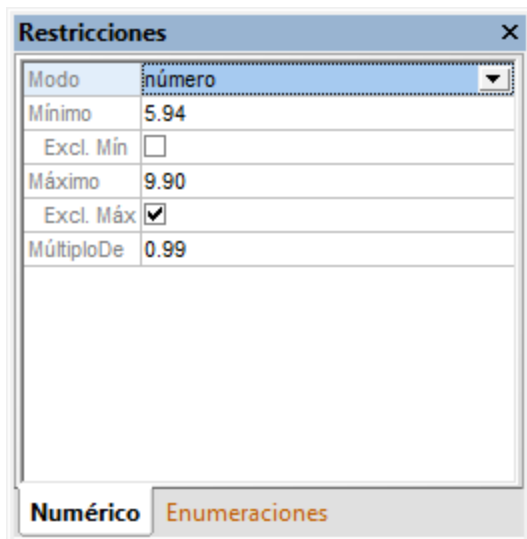 Restricciones
Modo número
Mínimo 5.94
Excl. Mín
Máximo 9.90
Excl. Máx
MúltiploDe 0.99
Numérico Enumeraciones